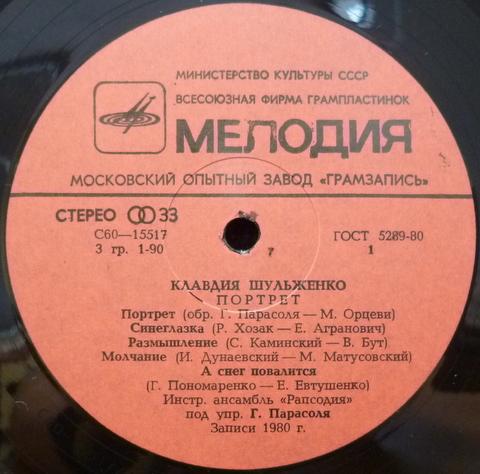 МИНИСТЕРСТВО КУЛЬТУРЫ СССР
ВСЕСОЮЗНАЯ ФИРМА ГРАМПЛАСТИНОК
МЕЛОДИЯ
МОСКОВСКИЙ ОПЫТНЫЙ ЗАВОД «ГРАМЗАПИСЬ»
СТЕРЕО 33
С60—15517
3 гр. 1-90
ГОСТ 5289-80
1
7
КЛАВДИЯ ШУЛЬЖЕНКО
ПОРТРЕТ
Портрет (обр. Г. Парасоля — М. Орцеви)
Синеглазка (Р. Хозак — Е. Агранович)
Размышление (С. Каминский — В. Бут)
Молчание (И. Дунаевский — М. Матусовский)
А снег повалится
(Г. Пономаренко — Е. Евтушенко)
Инстр. ансамбль «Рапсодия»
под упр. Г. Парасоля
Записи 1980 г.